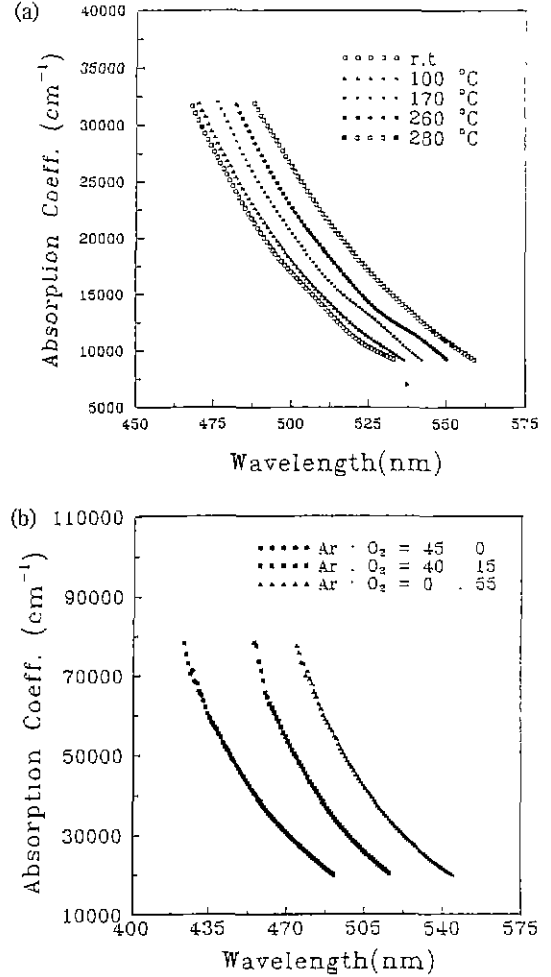 (a)
40000
35000
30000
25000
20000
15000
10000
5000
Absorption Coeff. (cm⁻¹)
r.t
100 °C
170 °C
260 °C
280 °C
450 475 500 525 550 575
Wavelength(nm)
(b)
110000
90000
70000
50000
30000
10000
Absorption Coeff. (cm⁻¹)
Ar : O₂ = 45 0
Ar . O₂ = 40 15
Ar : O₂ = 0 . 55
400 435 470 505 540 575
Wavelength(nm)